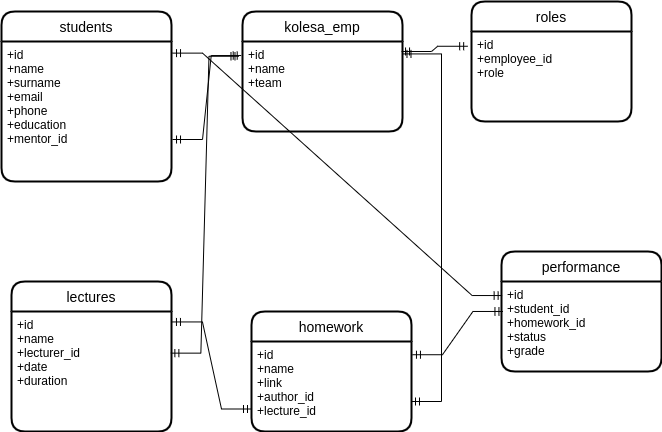 students
+id
+name
+surname
+email
+phone
+education
+mentor_id
kolesa_emp
+id
+name
+team
roles
+id
+employee_id
+role
lectures
+id
+name
+lecturer_id
+date
+duration
homework
+id
+name
+link
+author_id
+lecture_id
performance
+id
+student_id
+homework_id
+status
+grade